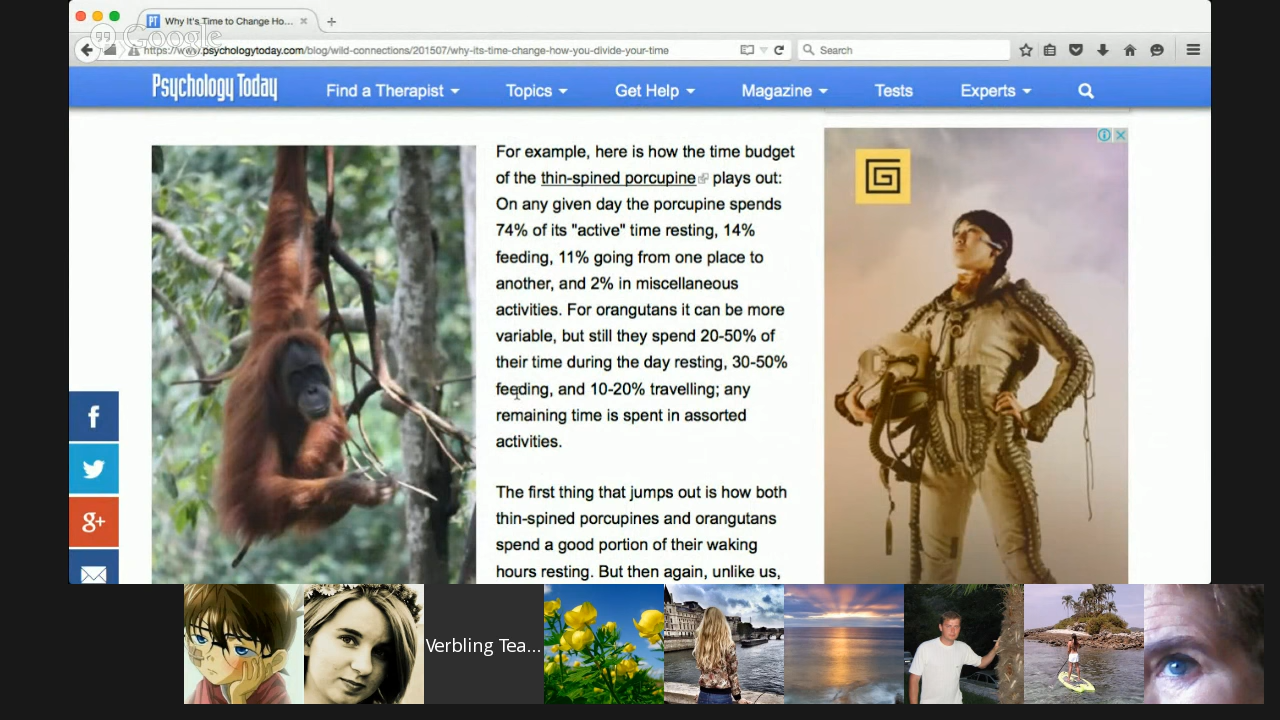 PT Why It's Time to Change Ho...
Google
https://www.psychologytoday.com/blog/wild-connections/201507/why-its-time-change-how-you-divide-your-time
Search
Psychology Today
Find a Therapist
Topics
Get Help
Magazine
Tests
Experts
For example, here is how the time budget
of the thin-spined porcupine plays out:
On any given day the porcupine spends
74% of its "active" time resting, 14%
feeding, 11% going from one place to
another, and 2% in miscellaneous
activities. For orangutans it can be more
variable, but still they spend 20-50% of
their time during the day resting, 30-50%
feeding, and 10-20% travelling; any
remaining time is spent in assorted
activities.
The first thing that jumps out is how both
thin-spined porcupines and orangutans
spend a good portion of their waking
hours resting. But then again, unlike us,
G
f
g+
Verbling Tea...